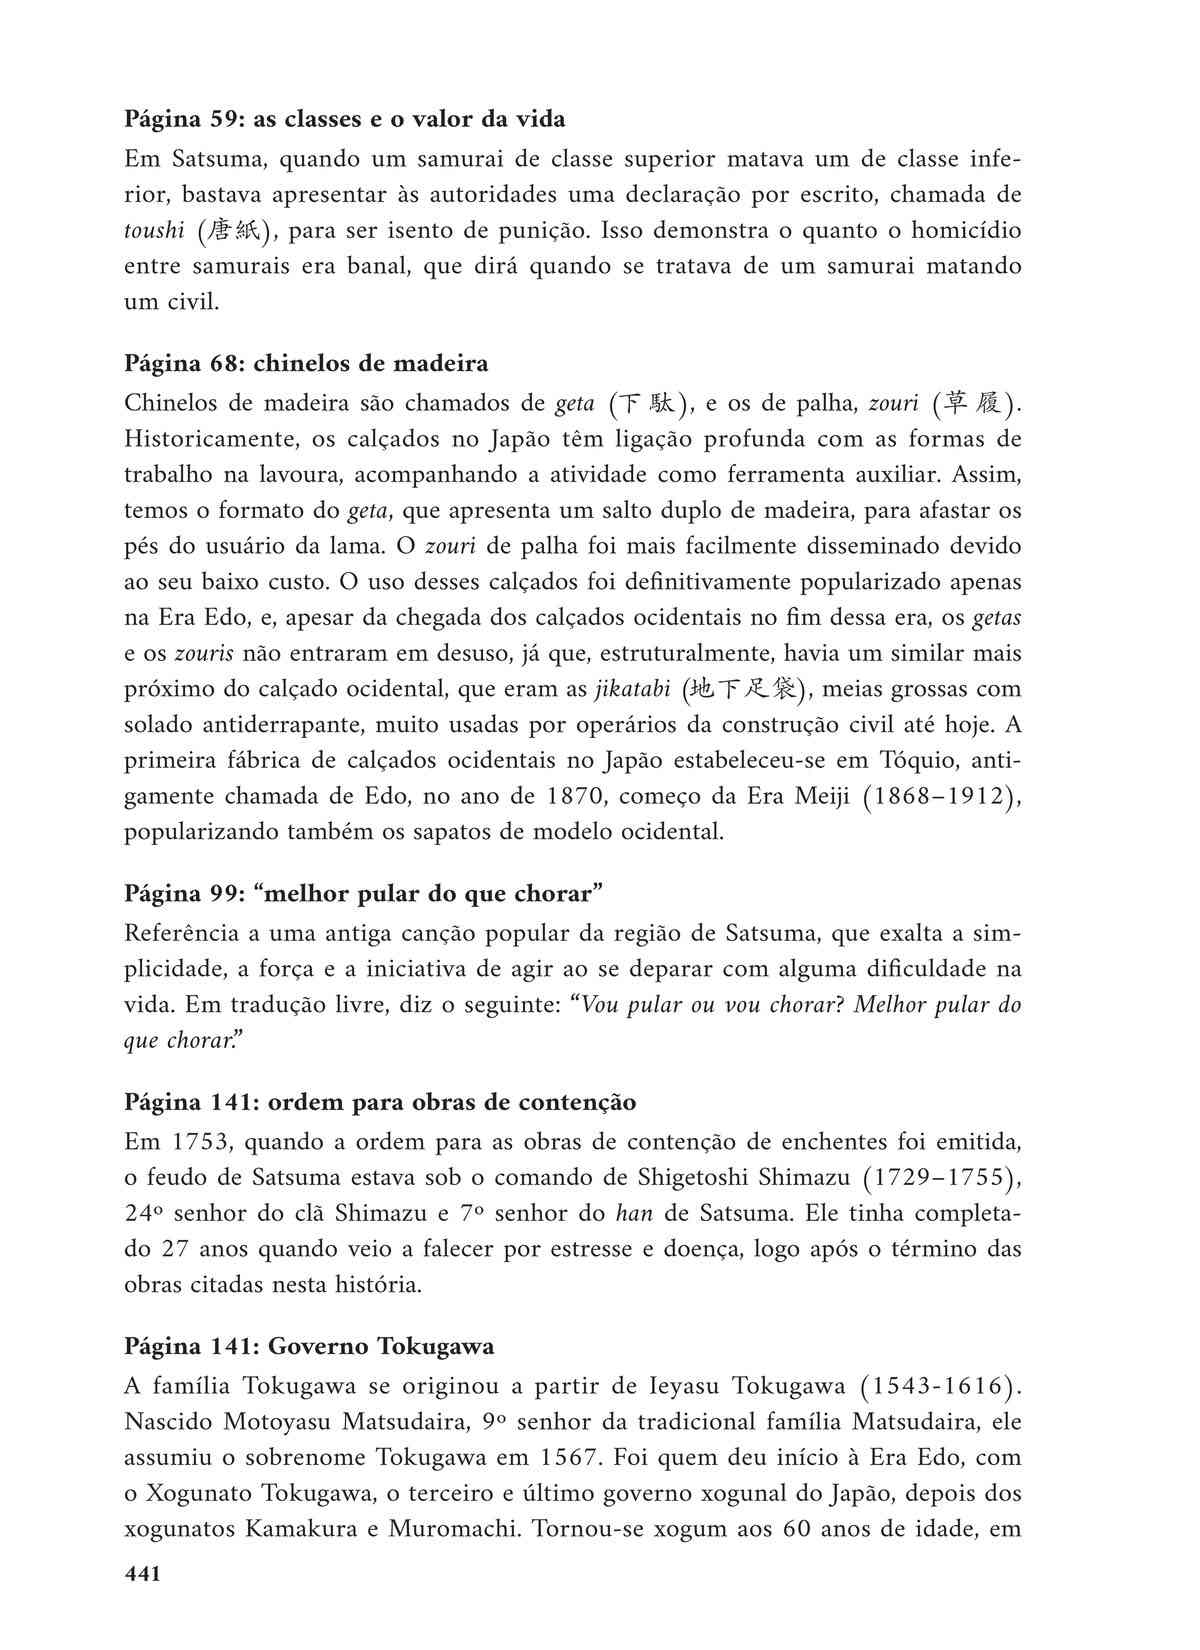 Página 59: as classes e o valor da vida
Em Satsuma, quando um samurai de classe superior matava um de classe infe-
rior, bastava apresentar às autoridades uma declaração por escrito, chamada de
toushi (唐紙), para ser isento de punição. Isso demonstra o quanto o homicídio
entre samurais era banal, que dirá quando se tratava de um samurai matando
um civil.
Página 68: chinelos de madeira
Chinelos de madeira são chamados de geta (下駄), e os de palha, zouri (草履).
Historicamente, os calçados no Japão têm ligação profunda com as formas de
trabalho na lavoura, acompanhando a atividade como ferramenta auxiliar. Assim,
temos o formato do geta, que apresenta um salto duplo de madeira, para afastar os
pés do usuário da lama. O zouri de palha foi mais facilmente disseminado devido
ao seu baixo custo. O uso desses calçados foi definitivamente popularizado apenas
na Era Edo, e, apesar da chegada dos calçados ocidentais no fim dessa era, os getas
e os zouris não entraram em desuso, já que, estruturalmente, havia um similar mais
próximo do calçado ocidental, que eram as jikatabi (地下足袋), meias grossas com
solado antiderrapante, muito usadas por operários da construção civil até hoje. A
primeira fábrica de calçados ocidentais no Japão estabeleceu-se em Tóquio, anti-
gamente chamada de Edo, no ano de 1870, começo da Era Meiji (1868–1912),
popularizando também os sapatos de modelo ocidental.
Página 99: “melhor pular do que chorar”
Referência a uma antiga canção popular da região de Satsuma, que exalta a sim-
plicidade, a força e a iniciativa de agir ao se deparar com alguma dificuldade na
vida. Em tradução livre, diz o seguinte: “Vou pular ou vou chorar? Melhor pular do
que chorar.”
Página 141: ordem para obras de contenção
Em 1753, quando a ordem para as obras de contenção de enchentes foi emitida,
o feudo de Satsuma estava sob o comando de Shigetoshi Shimazu (1729–1755),
24º senhor do clã Shimazu e 7º senhor do han de Satsuma. Ele tinha completa-
do 27 anos quando veio a falecer por estresse e doença, logo após o término das
obras citadas nesta história.
Página 141: Governo Tokugawa
A família Tokugawa se originou a partir de Ieyasu Tokugawa (1543-1616).
Nascido Motoyasu Matsudaira, 9º senhor da tradicional família Matsudaira, ele
assumiu o sobrenome Tokugawa em 1567. Foi quem deu início à Era Edo, com
o Xogunato Tokugawa, o terceiro e último governo xogunal do Japão, depois dos
xogunatos Kamakura e Muromachi. Tornou-se xogum aos 60 anos de idade, em
441